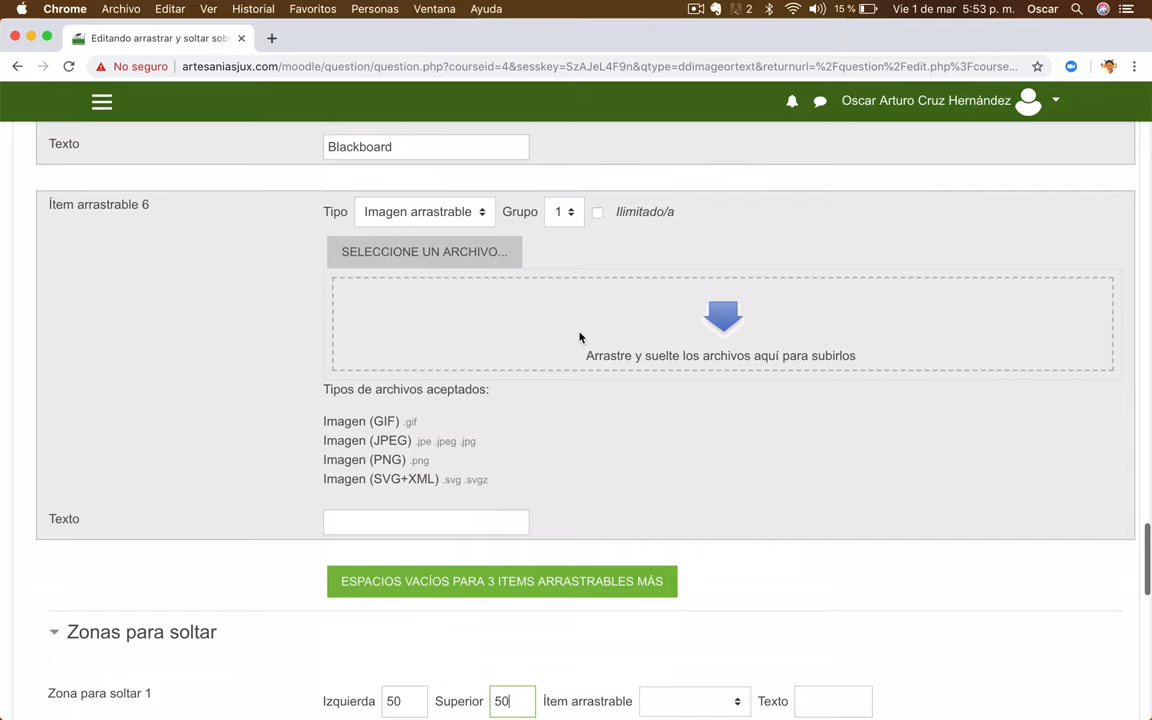 Chrome Archivo Editar Ver Historial Favoritos Personas Ventana Ayuda 2 15 % Vie 1 de mar 5:53 p. m. Oscar
Editando arrastrar y soltar sob
No seguro artesaniasjux.com/moodle/question/question.php?courseid=4&sesskey=SzAJeL4F9n&qtype=ddimageortext&returnurl=%2Fquestion%2Fedit.php%3Fcourse...
Oscar Arturo Cruz Hernández
Texto Blackboard
Ítem arrastrable 6
Tipo Imagen arrastrable Grupo 1 Ilimitado/a
SELECCIONE UN ARCHIVO...
Arrastre y suelte los archivos aquí para subirlos
Tipos de archivos aceptados:
Imagen (GIF) .gif
Imagen (JPEG) .jpe .jpeg .jpg
Imagen (PNG) .png
Imagen (SVG+XML) .svg .svgz
Texto
ESPACIOS VACÍOS PARA 3 ITEMS ARRASTRABLES MÁS
Zonas para soltar
Zona para soltar 1 Izquierda 50 Superior 50 Ítem arrastrable Texto